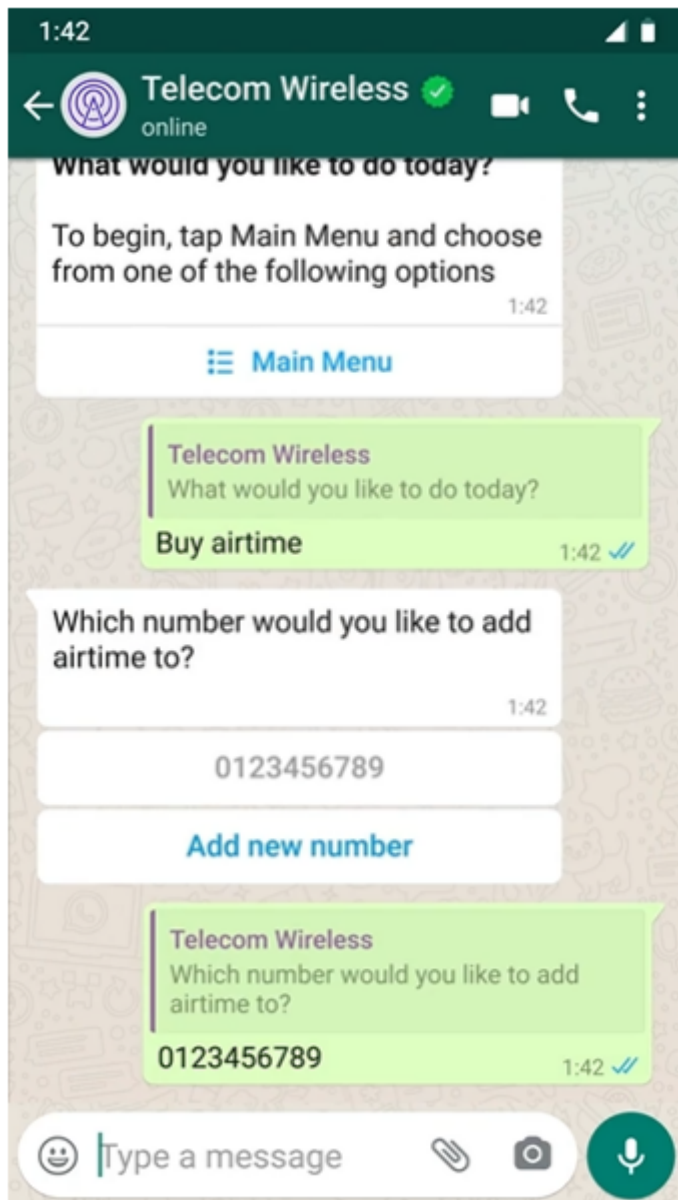 1:42
Telecom Wireless
online
What would you like to do today?
To begin, tap Main Menu and choose
from one of the following options
1:42
Main Menu
Telecom Wireless
What would you like to do today?
Buy airtime
1:42
Which number would you like to add
airtime to?
1:42
0123456789
Add new number
Telecom Wireless
Which number would you like to add
airtime to?
0123456789
1:42
Type a message